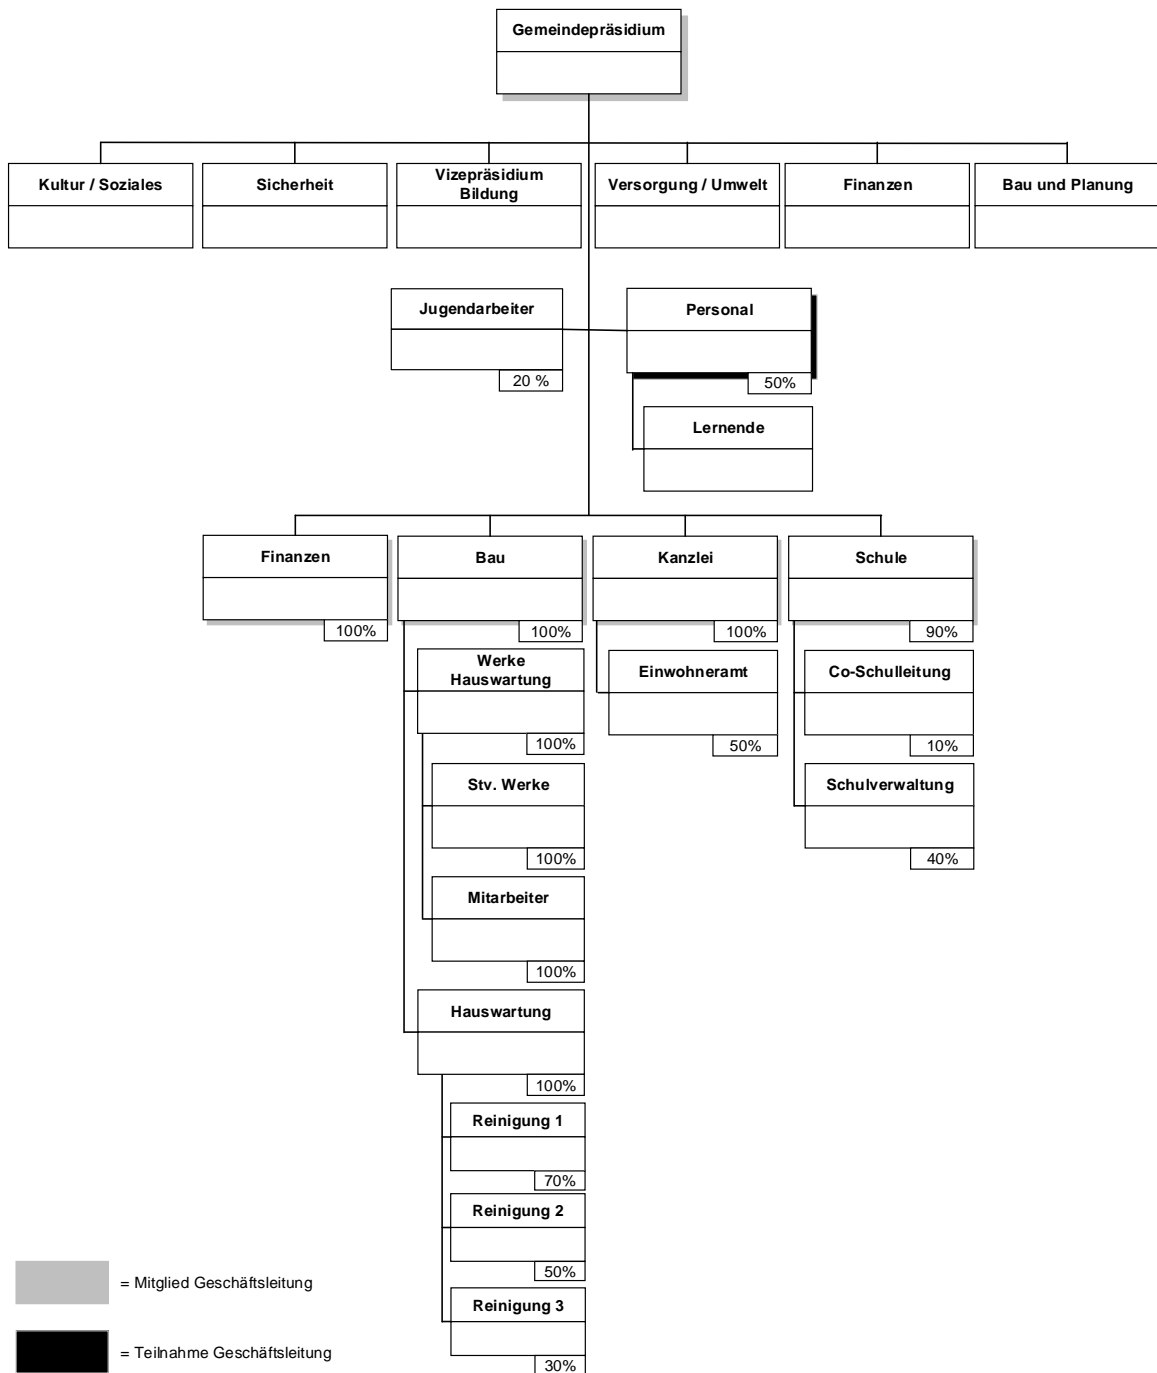 Gemeindepräsidium
Kultur / Soziales
Sicherheit
Vizepräsidium
Bildung
Versorgung / Umwelt
Finanzen
Bau und Planung
Jugendarbeiter
20 %
Personal
50%
Lernende
Finanzen
100%
Bau
100%
Kanzlei
100%
Schule
90%
Werke
Hauswartung
100%
Einwohneramt
50%
Co-Schulleitung
10%
Stv. Werke
100%
Schulverwaltung
40%
Mitarbeiter
100%
Hauswartung
100%
Reinigung 1
70%
Reinigung 2
50%
Reinigung 3
30%
= Mitglied Geschäftsleitung
= Teilnahme Geschäftsleitung